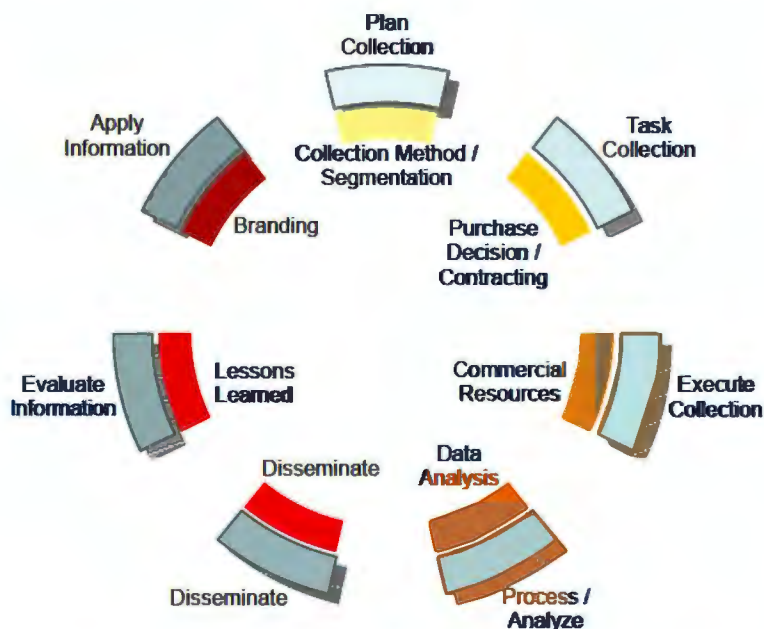 Plan
Collection
Collection Method /
Segmentation
Task
Collection
Purchase
Decision /
Contracting
Commercial
Resources
Execute
Collection
Data
Analysis
Process /
Analyze
Disseminate
Disseminate
Lessons
Learned
Evaluate
Information
Apply
Information
Branding